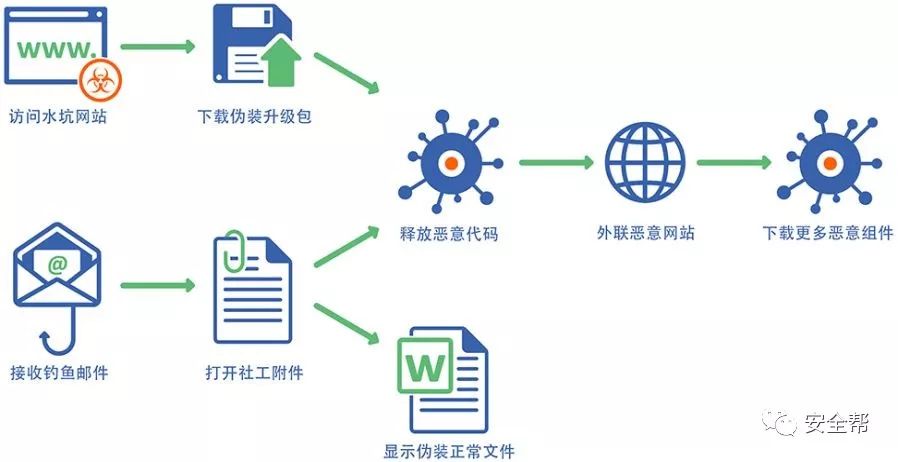 www.
访问水坑网站
下载伪装升级包
释放恶意代码
外联恶意网站
下载更多恶意组件
@
接收钓鱼邮件
打开社工附件
W
显示伪装正常文件
安全帮